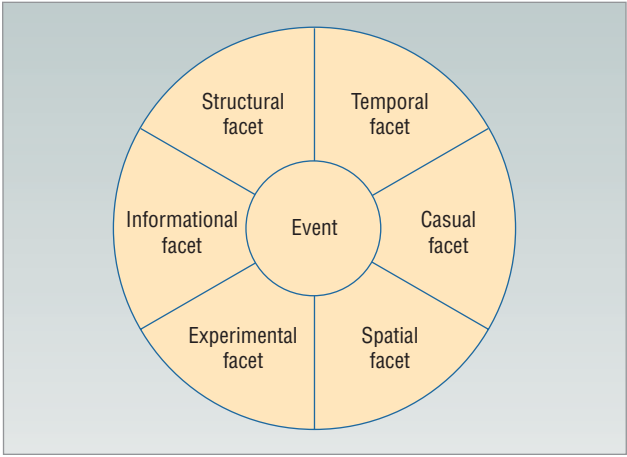 Structural
facet
Temporal
facet
Informational
facet
Event
Casual
facet
Experimental
facet
Spatial
facet